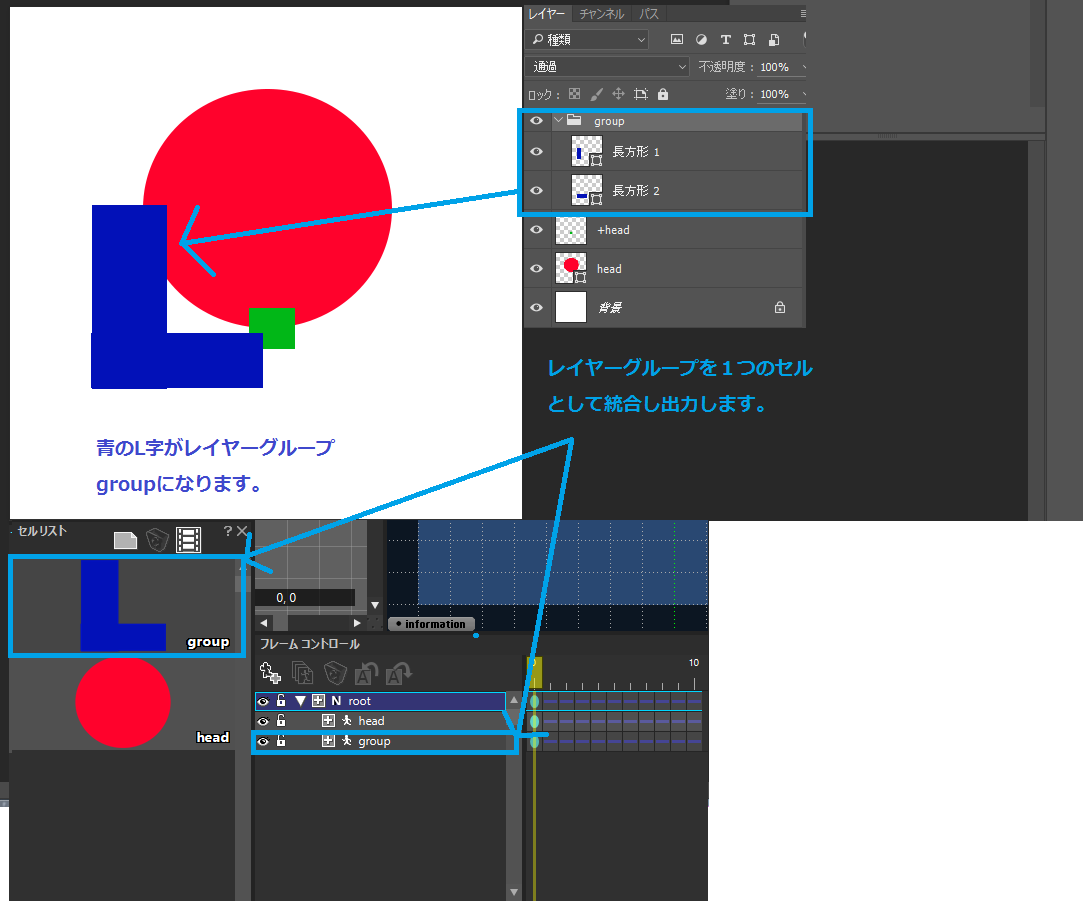 レイヤー チャンネル パス
種類
通過 不透明度： 100%
ロック： 塗り： 100%
group
長方形 1
長方形 2
+head
head
背景
レイヤーグループを１つのセル
として統合し出力します。
青のL字がレイヤーグループ
groupになります。
セルリスト ? ×
group
head
0, 0
• information
フレーム コントロール
0 10
N root
head
group